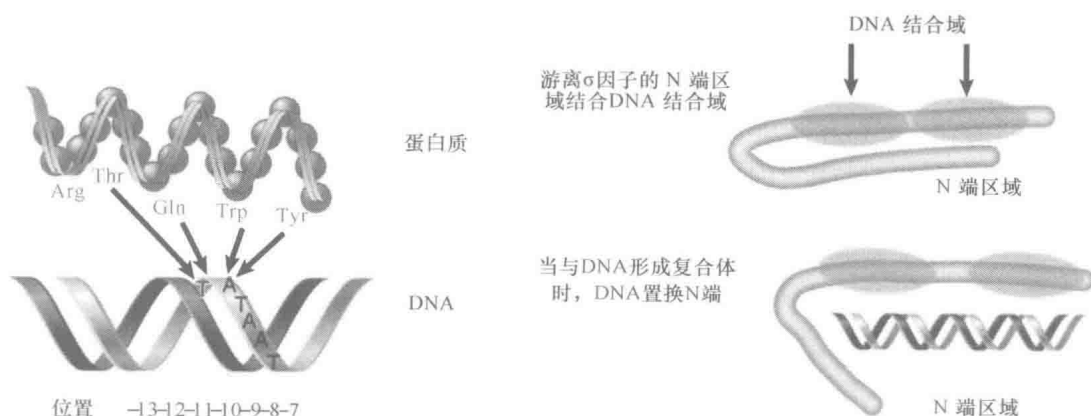 蛋白质
Arg
Thr
Gln
Trp
Tyr
T
A
T
A
A
T
DNA
位置 -13-12-11-10-9-8-7
DNA 结合域
游离σ因子的 N 端区
域结合DNA 结合域
N 端区域
当与DNA形成复合体
时，DNA置换N端
N 端区域